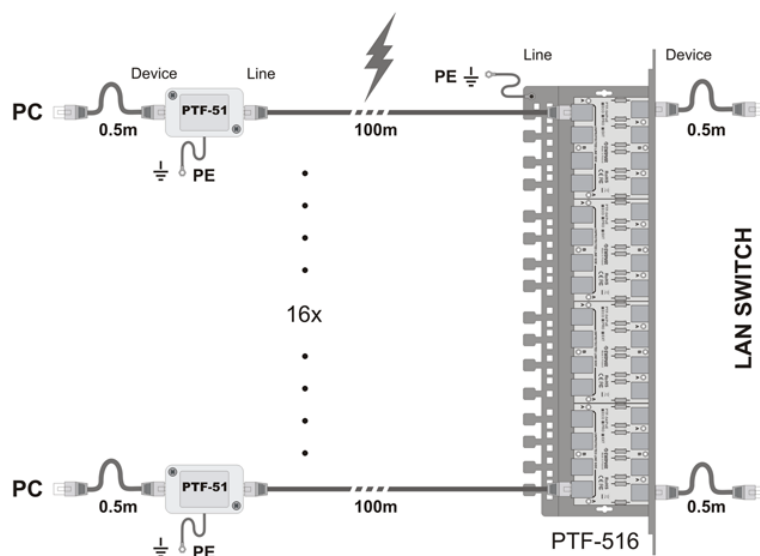 Device
Line
PE
Line
Device
PC
PTF-51
0.5m
100m
0.5m
PE
16x
LAN SWITCH
PC
PTF-51
0.5m
100m
0.5m
PE
PTF-516